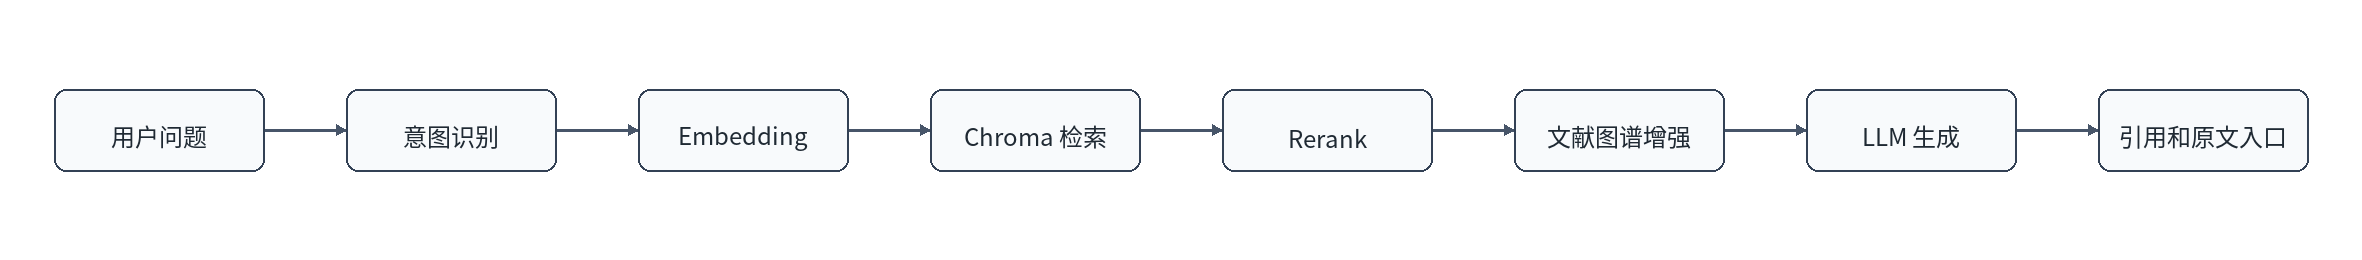 用户问题
意图识别
Embedding
Chroma 检索
Rerank
文献图谱增强
LLM 生成
引用和原文入口